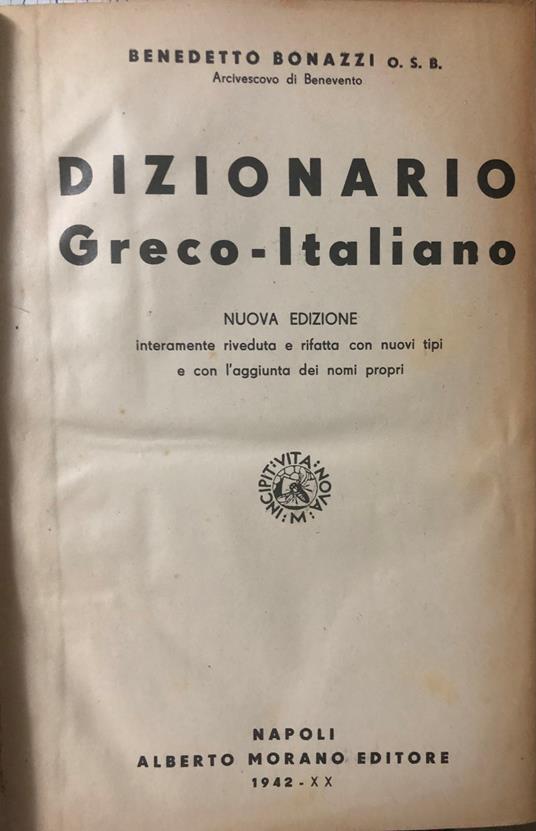 BENEDETTO BONAZZI O. S. B.
Arcivescovo di Benevento
DIZIONARIO
Greco-Italiano
NUOVA EDIZIONE
interamente riveduta e rifatta con nuovi tipi
e con l'aggiunta dei nomi propri
INCIPIT:VITA:NOVA:M:
NAPOLI
ALBERTO MORANO EDITORE
1942 - XX